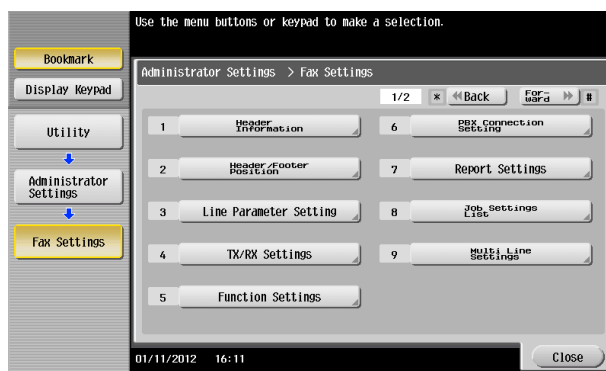 Use the menu buttons or keypad to make a selection.
Bookmark
Display Keypad
Utility
Administrator
Settings
Fax Settings
Administrator Settings > Fax Settings
1/2 * Back For-
ward #
1 Header
Information
2 Header/Footer
Position
3 Line Parameter Setting
4 TX/RX Settings
5 Function Settings
6 PBX Connection
Setting
7 Report Settings
8 Job Settings
List
9 Multi Line
Settings
01/11/2012 16:11
Close